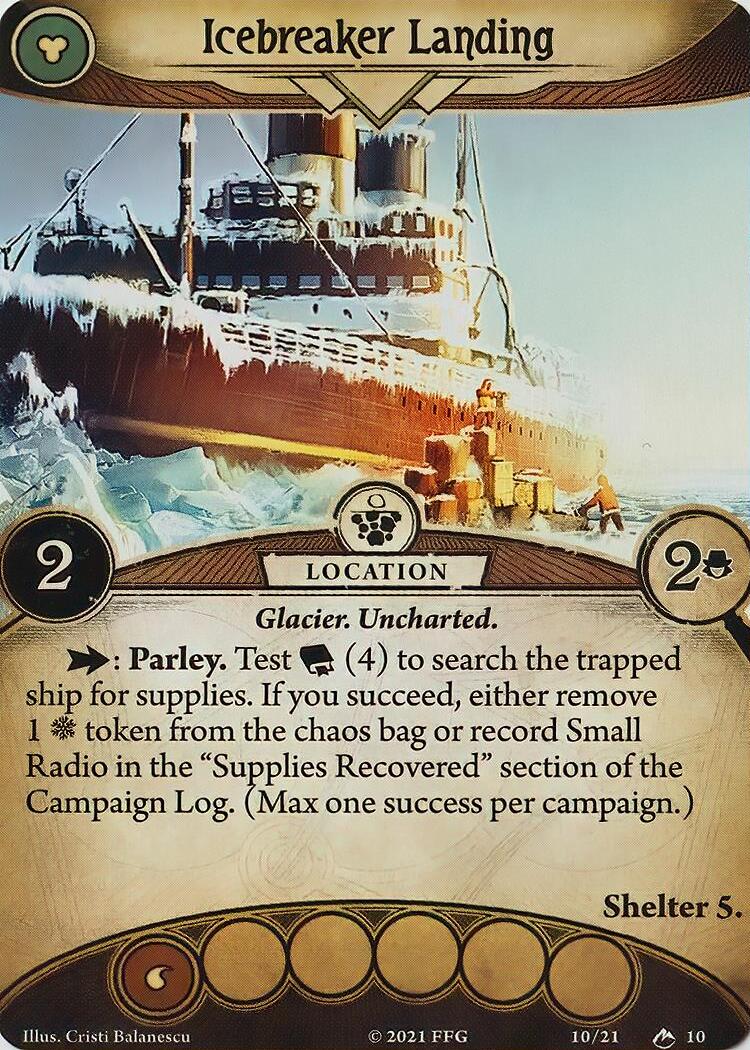 Icebreaker Landing
2
2
LOCATION
Glacier. Uncharted.
: Parley. Test (4) to search the trapped
ship for supplies. If you succeed, either remove
1 token from the chaos bag or record Small
Radio in the “Supplies Recovered” section of the
Campaign Log. (Max one success per campaign.)
Shelter 5.
Illus. Cristi Balanescu © 2021 FFG 10/21 10